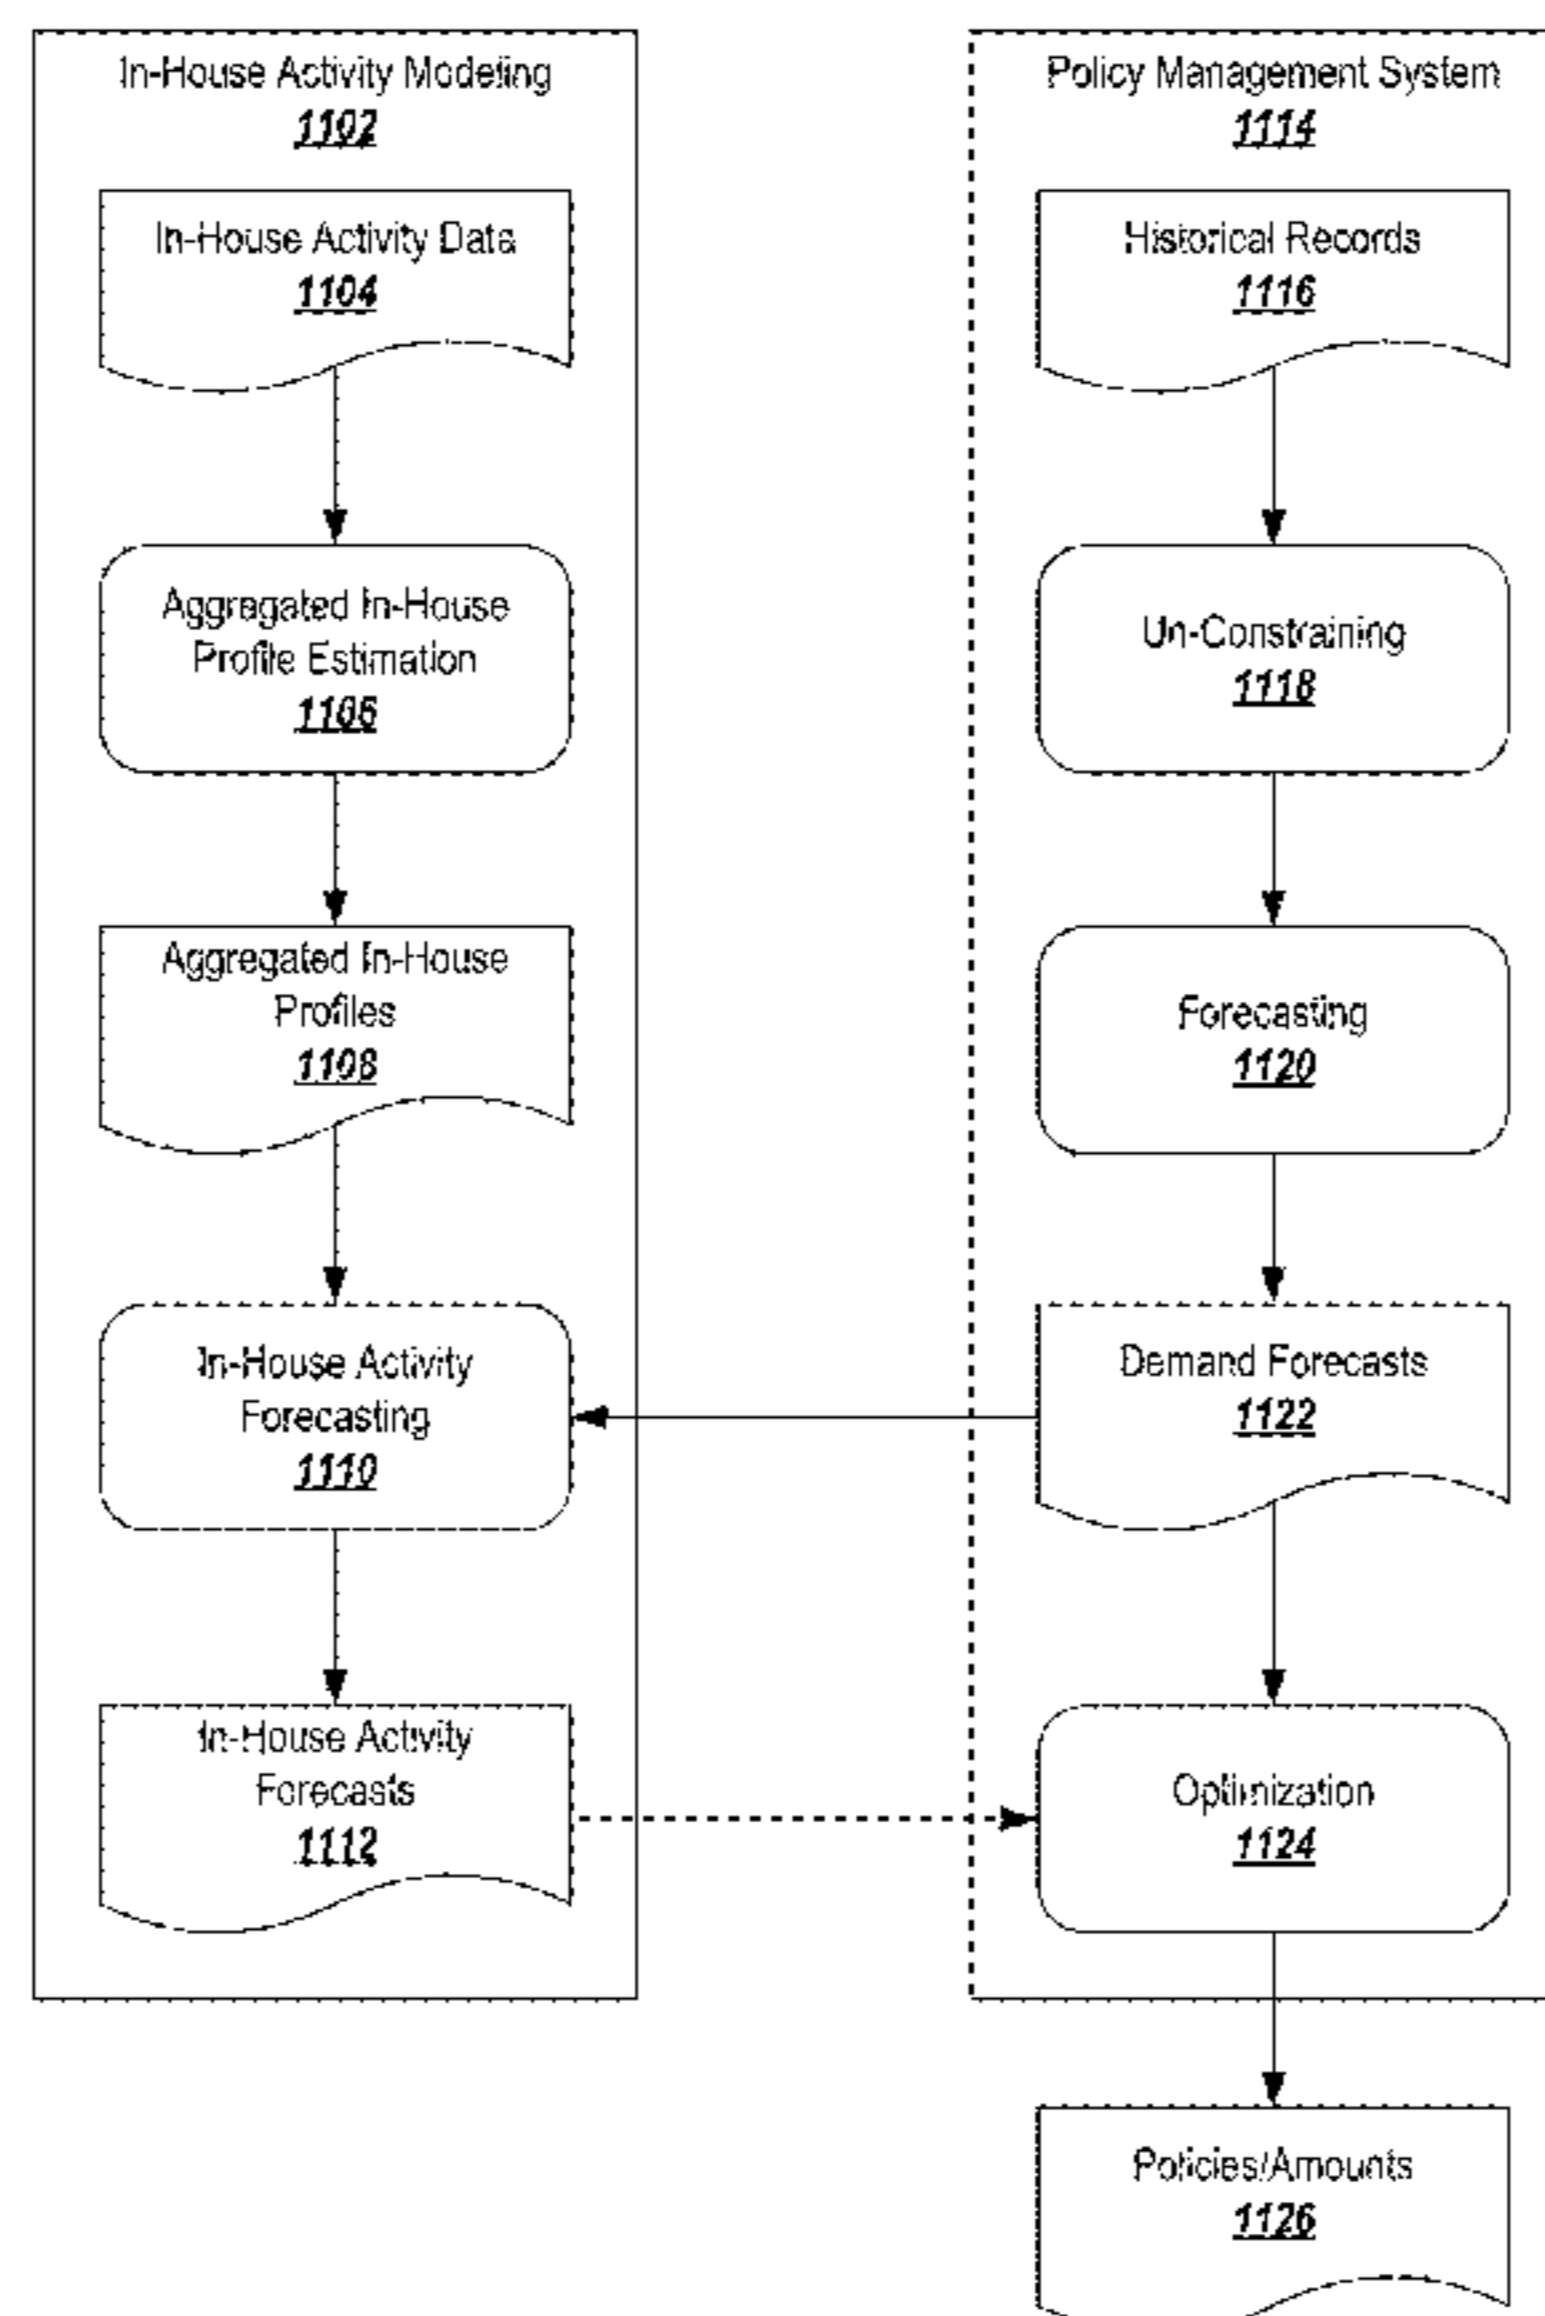 In-House Activity Modeling
1102
In-House Activity Data
1104
Aggregated In-House
Profile Estimation
1106
Aggregated In-House
Profiles
1108
In-House Activity
Forecasting
1110
In-House Activity
Forecasts
1112
Policy Management System
1114
Historical Records
1116
Un-Constraining
1118
Forecasting
1120
Demand Forecasts
1122
Optimization
1124
Policies/Amounts
1126